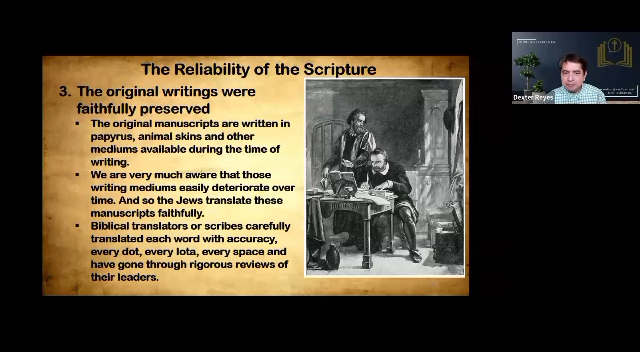 The Reliability of the Scripture
3. The original writings were
faithfully preserved
▪ The original manuscripts are written in
papyrus, animal skins and other
mediums available during the time of
writing.
▪ We are very much aware that those
writing mediums easily deteriorate over
time. And so the Jews translate these
manuscripts faithfully.
▪ Biblical translators or scribes carefully
translated each word with accuracy,
every dot, every Iota, every space and
have gone through rigorous reviews of
their leaders.
Dexter Reyes